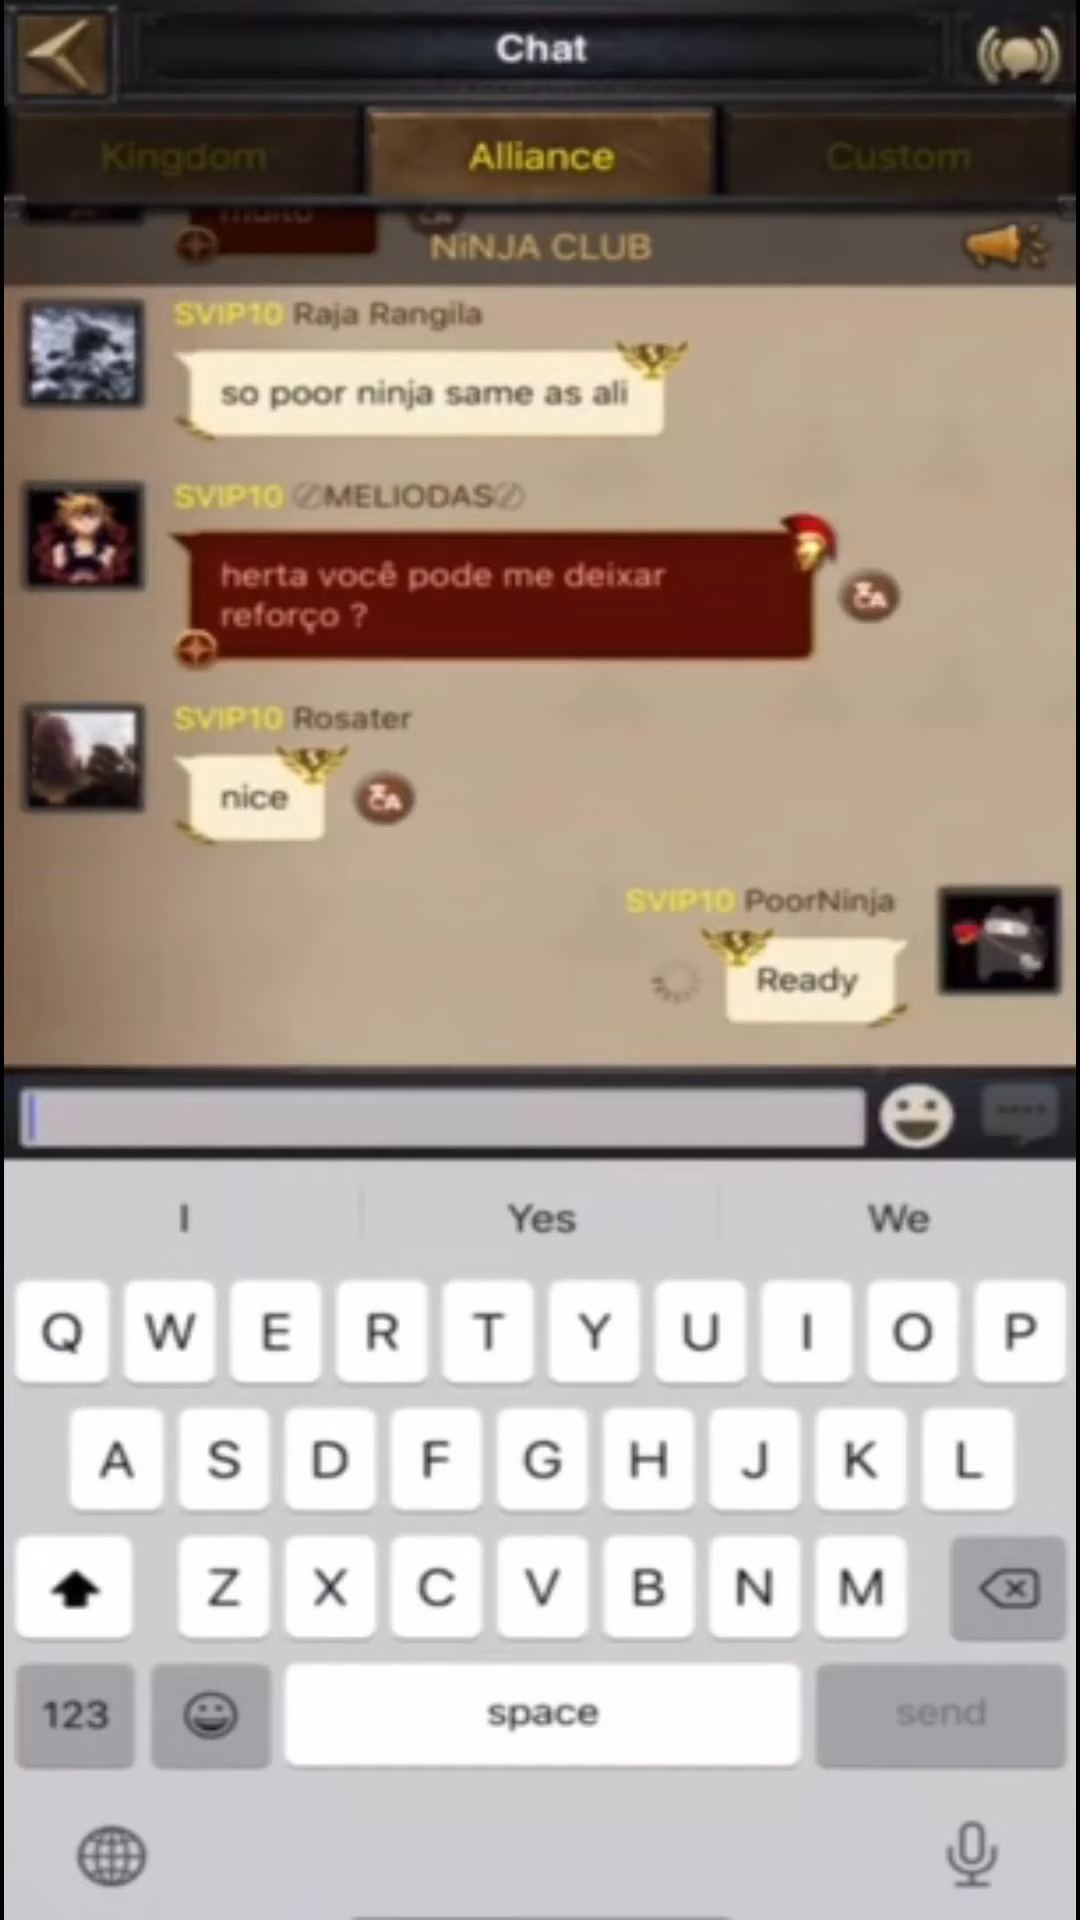 Chat
Kingdom
Alliance
Custom
muito
NiNJA CLUB
SVIP10 Raja Rangila
so poor ninja same as ali
SVIP10 ⊘MELIODAS⊘
herta você pode me deixar
reforço ?
SVIP10 Rosater
nice
SVIP10 PoorNinja
Ready
I Yes We
Q W E R T Y U I O P
A S D F G H J K L
Z X C V B N M
123 space send